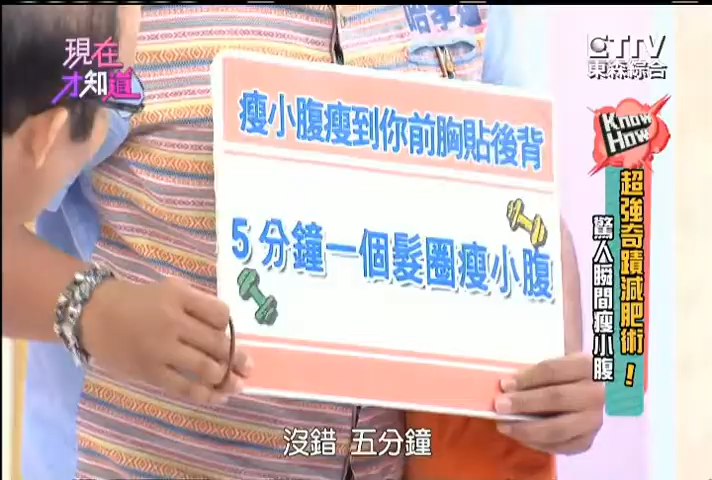 現在
才知道
ETTV
東森綜合
Know
How
超強奇蹟減肥術！
驚人瞬間瘦小腹
瘦小腹瘦到你前胸貼後背
5分鐘一個髮圈瘦小腹
沒錯 五分鐘